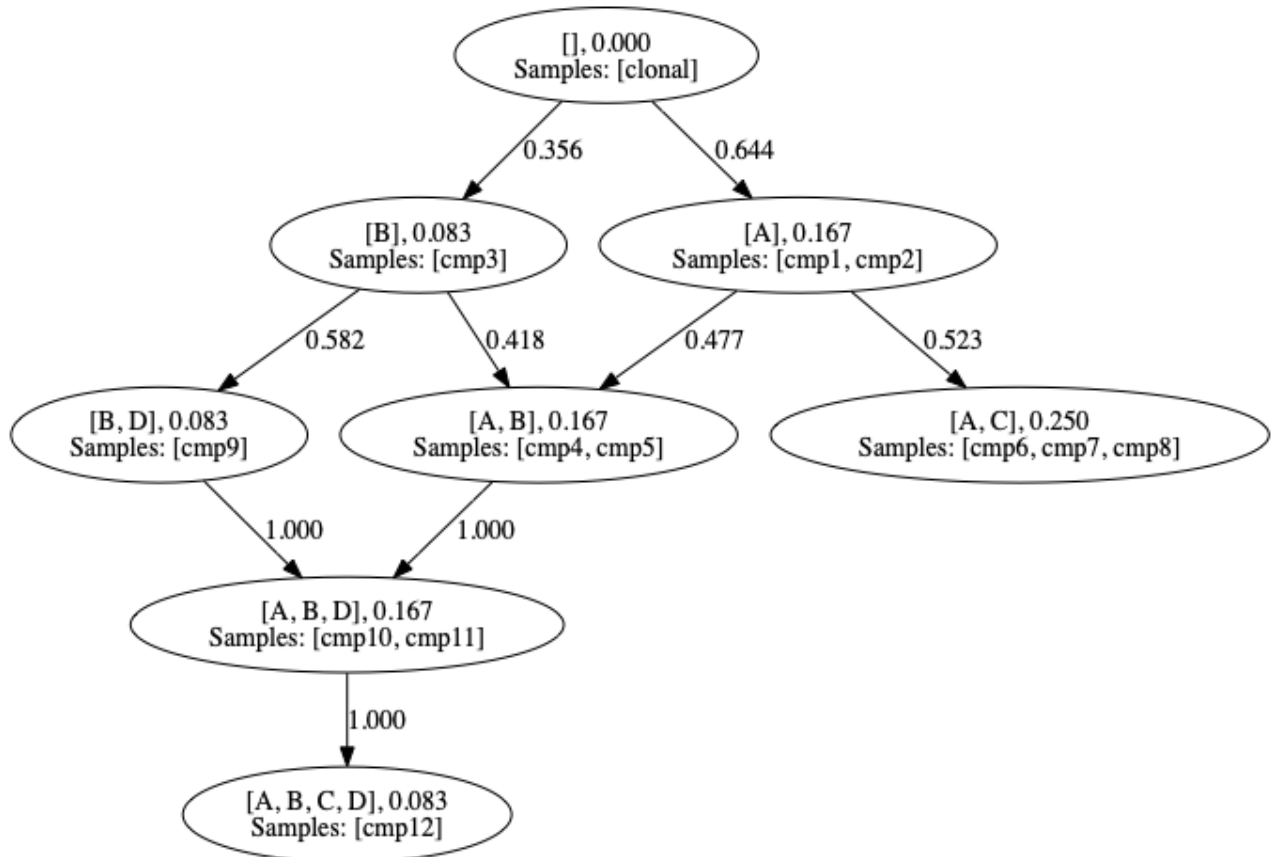 [], 0.000
Samples: [clonal]
0.356
0.644
[B], 0.083
Samples: [cmp3]
[A], 0.167
Samples: [cmp1, cmp2]
0.582
0.418
0.477
0.523
[B, D], 0.083
Samples: [cmp9]
[A, B], 0.167
Samples: [cmp4, cmp5]
[A, C], 0.250
Samples: [cmp6, cmp7, cmp8]
1.000
1.000
[A, B, D], 0.167
Samples: [cmp10, cmp11]
1.000
[A, B, C, D], 0.083
Samples: [cmp12]